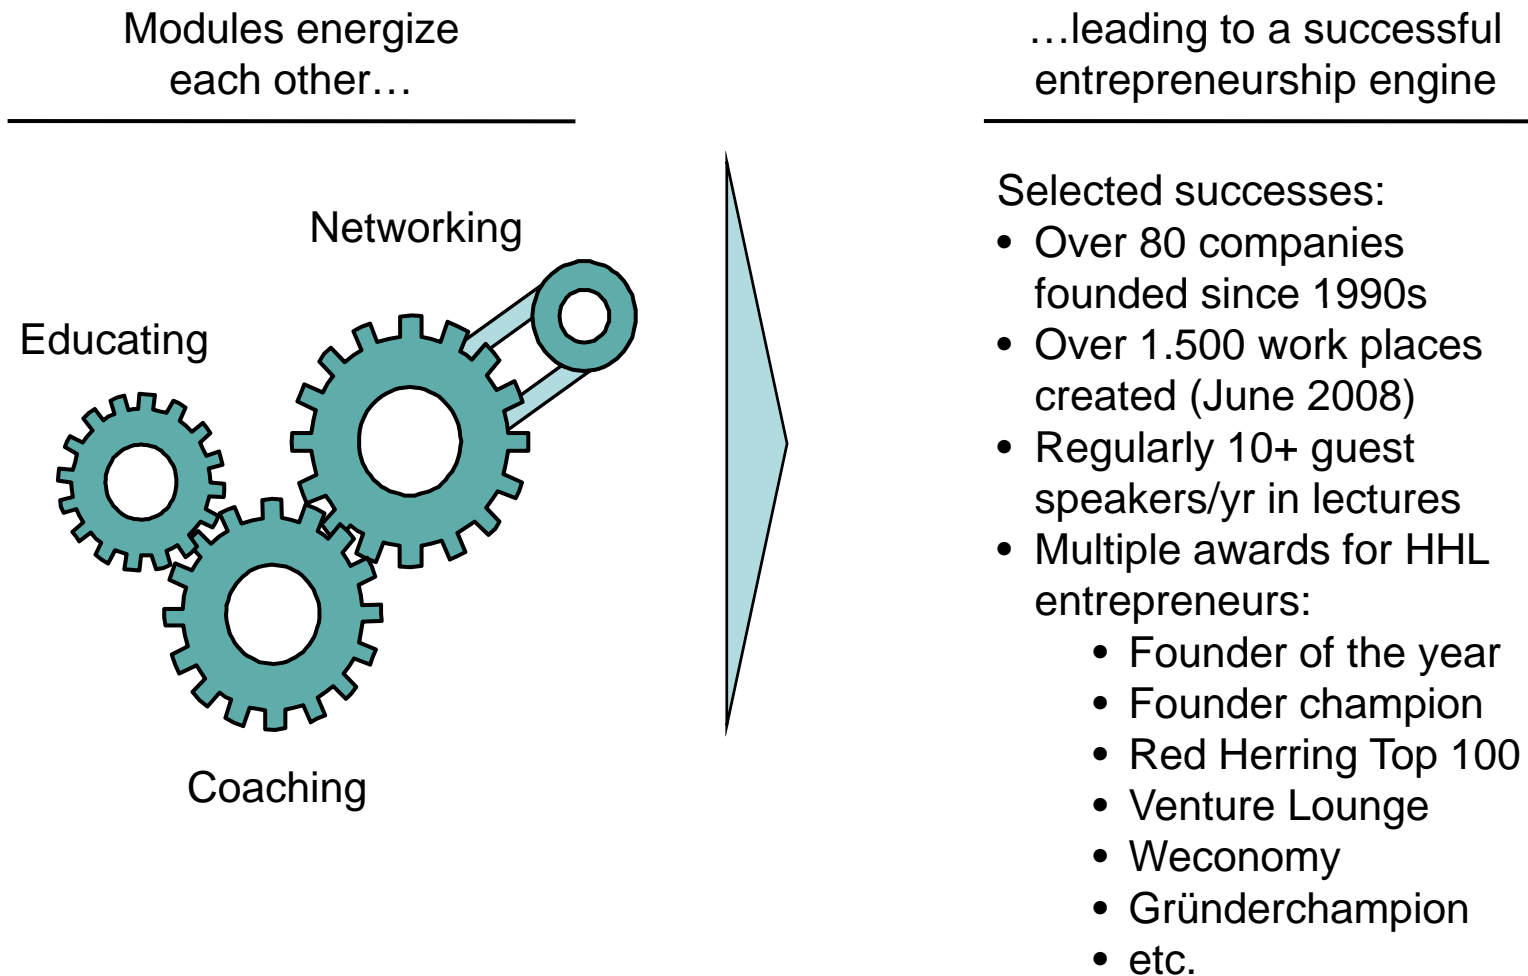 Modules energize
each other…
Networking
Educating
Coaching
…leading to a successful
entrepreneurship engine
Selected successes:
• Over 80 companies
founded since 1990s
• Over 1.500 work places
created (June 2008)
• Regularly 10+ guest
speakers/yr in lectures
• Multiple awards for HHL
entrepreneurs:
• Founder of the year
• Founder champion
• Red Herring Top 100
• Venture Lounge
• Weconomy
• Gründerchampion
• etc.